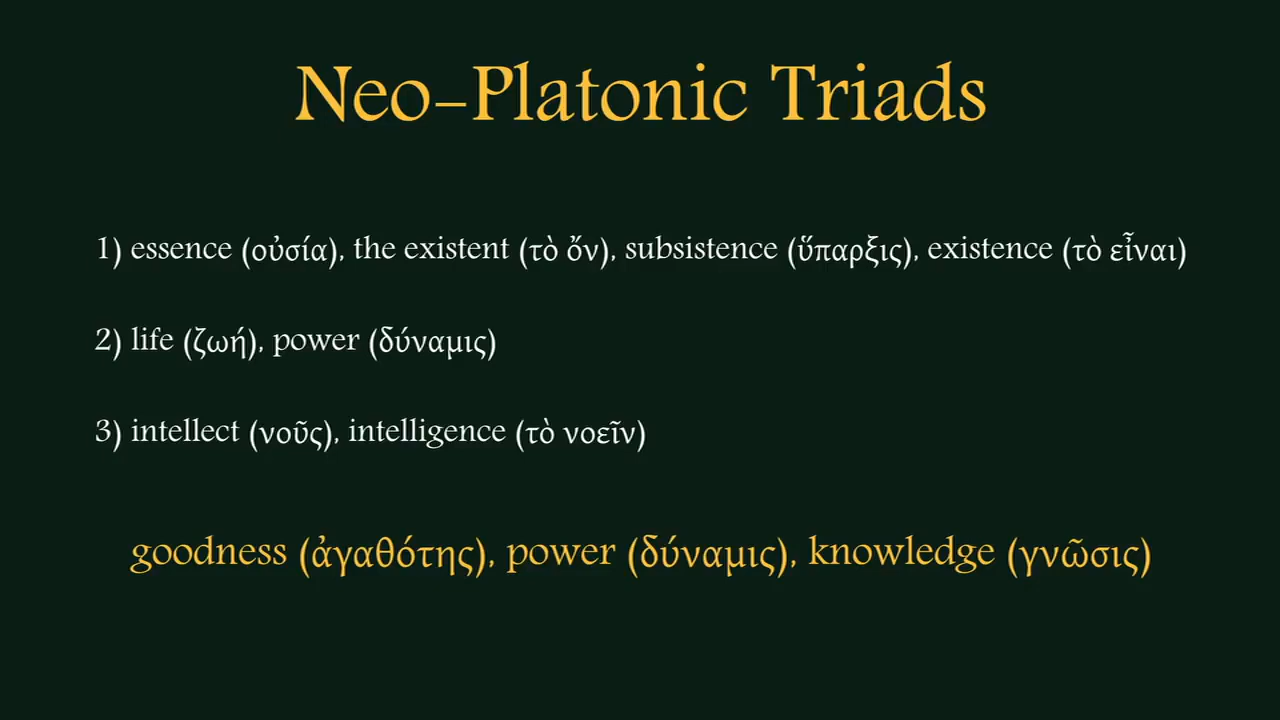 Neo-Platonic Triads
1) essence (οὐσία), the existent (τὸ ὄν), subsistence (ὕπαρξις), existence (τὸ εἶναι)
2) life (ζωή), power (δύναμις)
3) intellect (νοῦς), intelligence (τὸ νοεῖν)
goodness (ἀγαθότης), power (δύναμις), knowledge (γνῶσις)